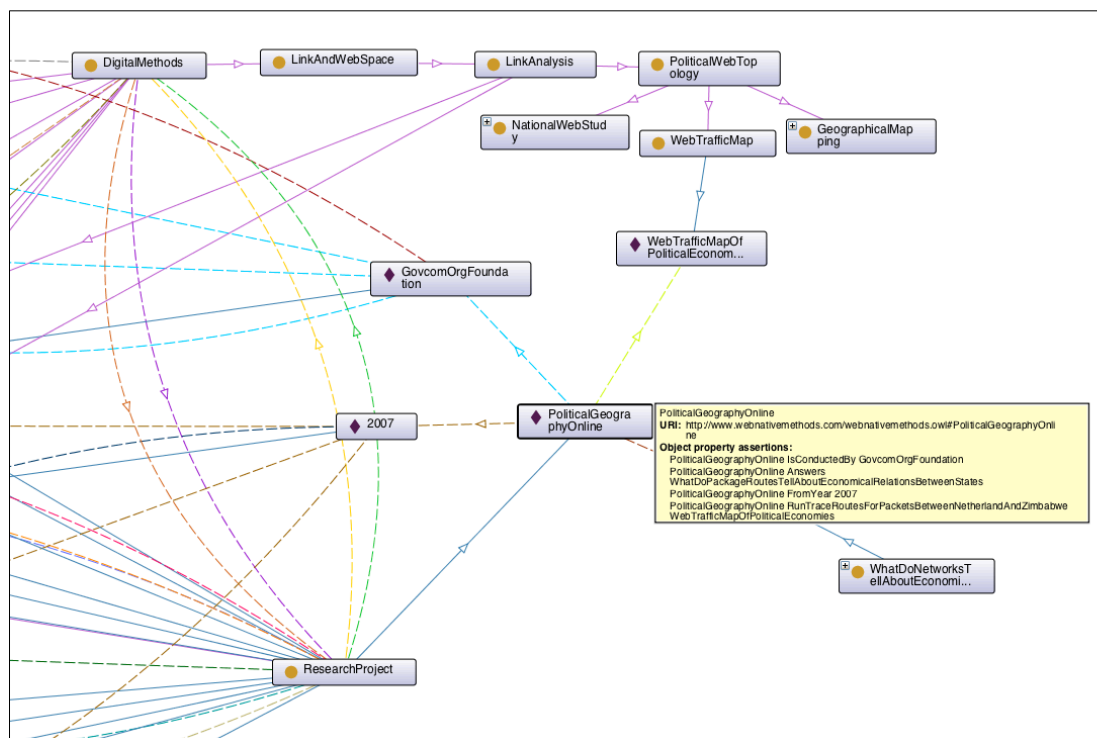 DigitalMethods
LinkAndWebSpace
LinkAnalysis
PoliticalWebTop
ology
NationalWebStud
y
WebTrafficMap
GeographicalMap
ping
WebTrafficMapOf
PoliticalEconom...
GovcomOrgFounda
tion
2007
PoliticalGeogra
phyOnline
PoliticalGeographyOnline
URI: http://www.webnativemethods.com/webnativemethods.owl#PoliticalGeographyOnli
ne
Object property assertions:
PoliticalGeographyOnline IsConductedBy GovcomOrgFoundation
PoliticalGeographyOnline Answers
WhatDoPackageRoutesTellAboutEconomicalRelationsBetweenStates
PoliticalGeographyOnline FromYear 2007
PoliticalGeographyOnline RunTraceRoutesForPacketsBetweenNetherlandAndZimbabwe
WebTrafficMapOfPoliticalEconomies
WhatDoNetworksT
ellAboutEconomi...
ResearchProject